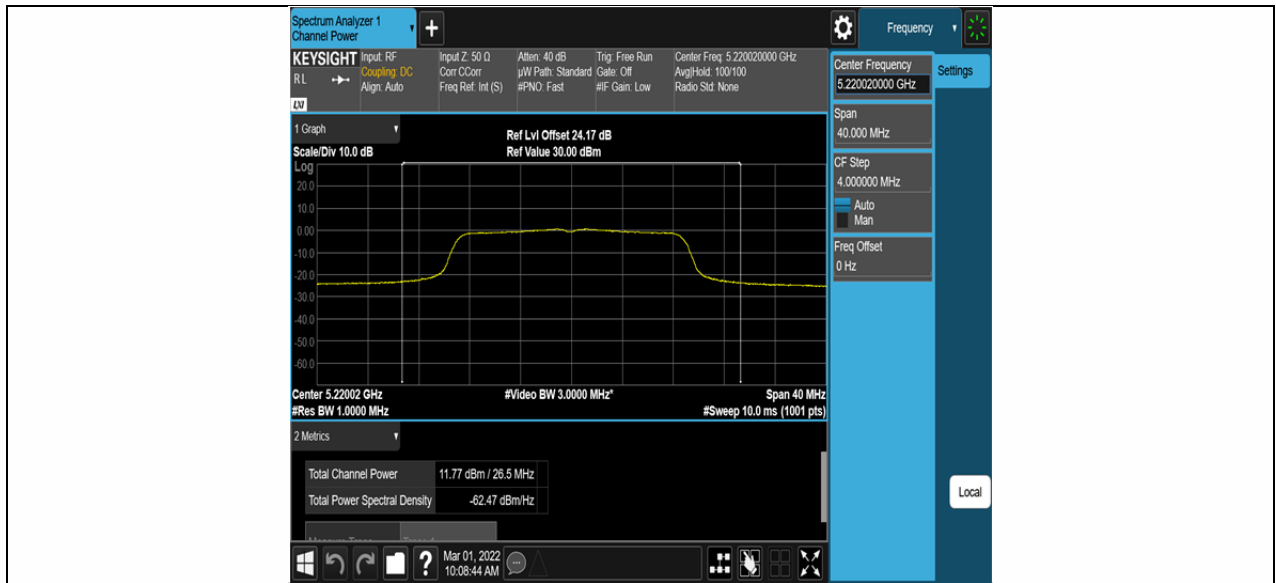 Spectrum Analyzer 1
Channel Power
+
Frequency
KEYSIGHT
RL
LXI
Input: RF
Coupling: DC
Align: Auto
Input Z: 50 Ω
Corr CCorr
Freq Ref: Int (S)
Atten: 40 dB
µW Path: Standard
#PNO: Fast
Trig: Free Run
Gate: Off
#IF Gain: Low
Center Freq: 5.220020000 GHz
Avg|Hold: 100/100
Radio Std: None
Center Frequency
5.220020000 GHz
Settings
Span
40.000 MHz
CF Step
4.000000 MHz
Auto
Man
Freq Offset
0 Hz
1 Graph
Ref Lvl Offset 24.17 dB
Scale/Div 10.0 dB
Ref Value 30.00 dBm
Log
20.0
10.0
0.00
-10.0
-20.0
-30.0
-40.0
-50.0
-60.0
Center 5.22002 GHz
#Video BW 3.0000 MHz*
Span 40 MHz
#Res BW 1.0000 MHz
#Sweep 10.0 ms (1001 pts)
2 Metrics
Total Channel Power 11.77 dBm / 26.5 MHz
Total Power Spectral Density -62.47 dBm/Hz
Local
?
Mar 01, 2022
10:08:44 AM